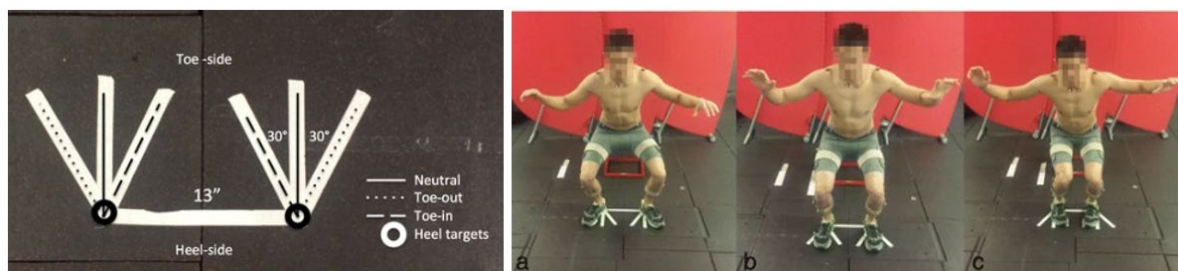 Toe-side
30°
30°
13”
Neutral
Toe-out
Toe-in
Heel targets
Heel-side
a
b
c